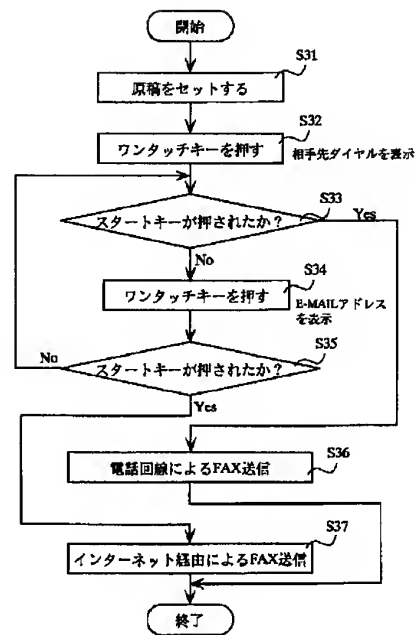 開始
S31
原稿をセットする
S32
ワンタッチキーを押す
相手先ダイヤルを表示
S33
スタートキーが押されたか？
Yes
No
S34
ワンタッチキーを押す
E-MAILアドレス
を表示
S35
No
スタートキーが押されたか？
Yes
S36
電話回線によるFAX送信
S37
インターネット経由によるFAX送信
終了